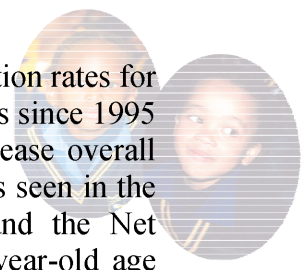 tion rates for
s since 1995
ease overall
s seen in the
nd the Net
year-old age